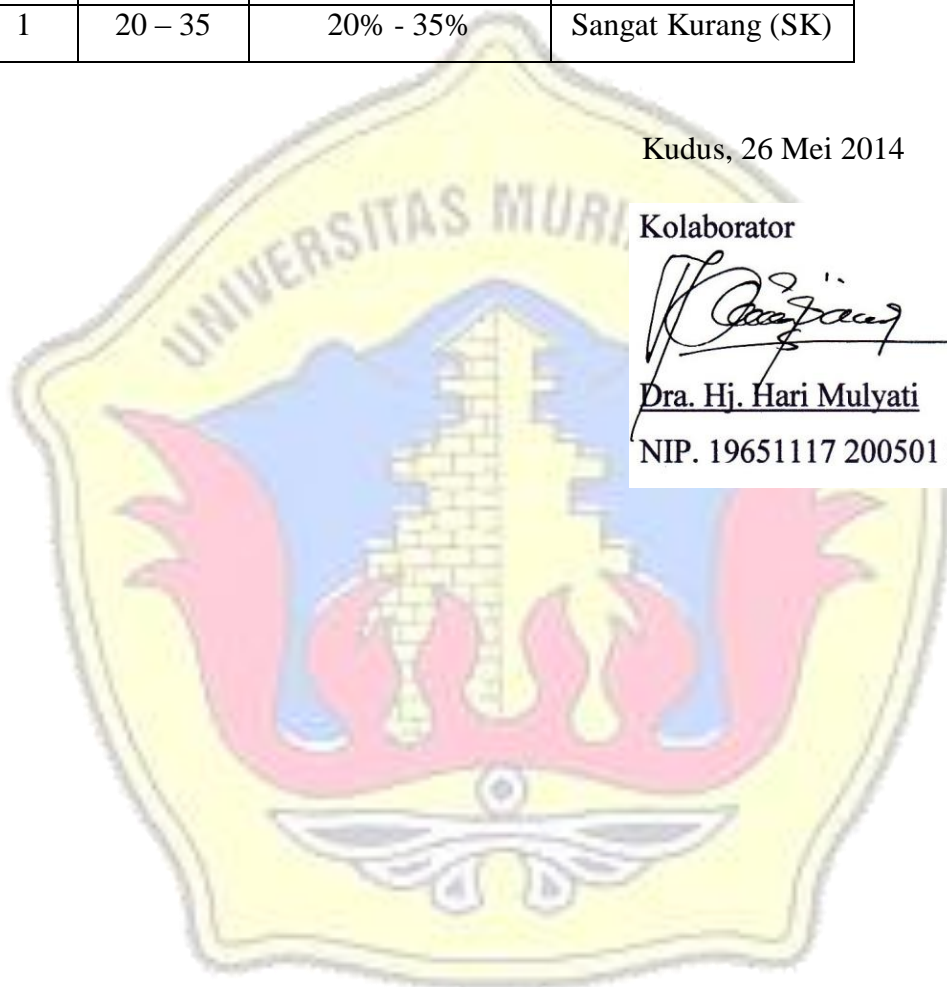 1 20 – 35 20% - 35% Sangat Kurang (SK)
Kudus, 26 Mei 2014
UNIVERSITAS MURI
Kolaborator
Dra. Hj. Hari Mulyati
NIP. 19651117 200501